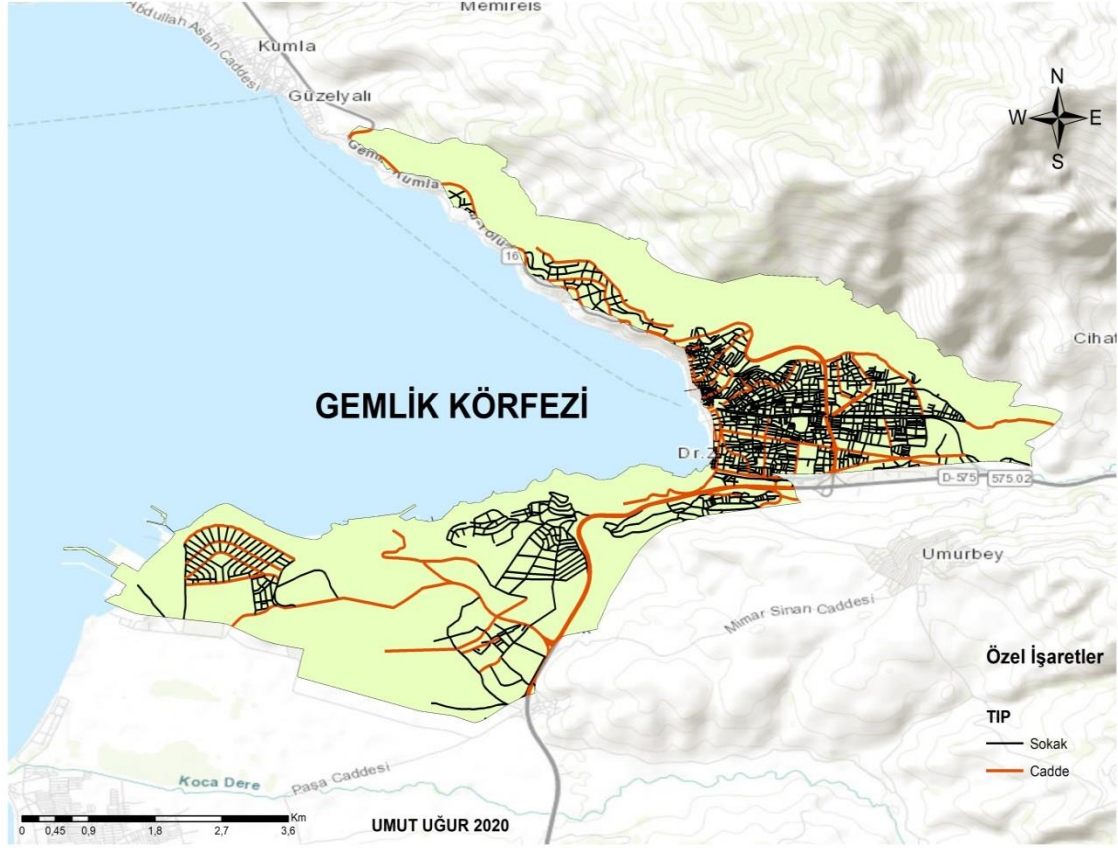 Memireis
Abdullah Aslan Caddesi
Kumla
Güzelyalı
N
W E
S
Kumla
16
Cihat
GEMLİK KÖRFEZİ
Dr.Z
D-575 575.02
Umurbey
Mimar Sinan Caddesi
Özel İşaretler
TIP
Sokak
Cadde
Koca Dere
Paşa Caddesi
Km
0 0,45 0,9 1,8 2,7 3,6
UMUT UĞUR 2020